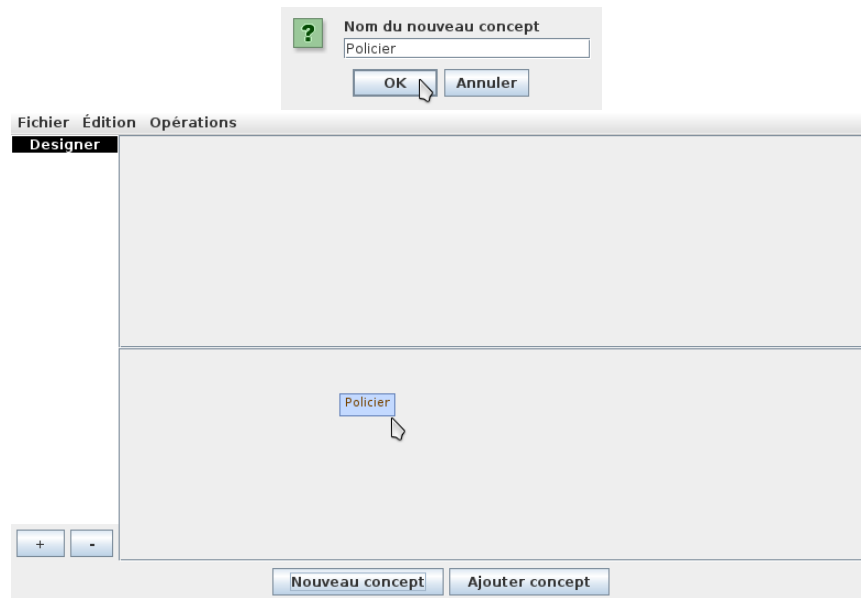 Nom du nouveau concept
Policier
OK Annuler
Fichier Édition Opérations
Designer
Policier
+ -
Nouveau concept Ajouter concept